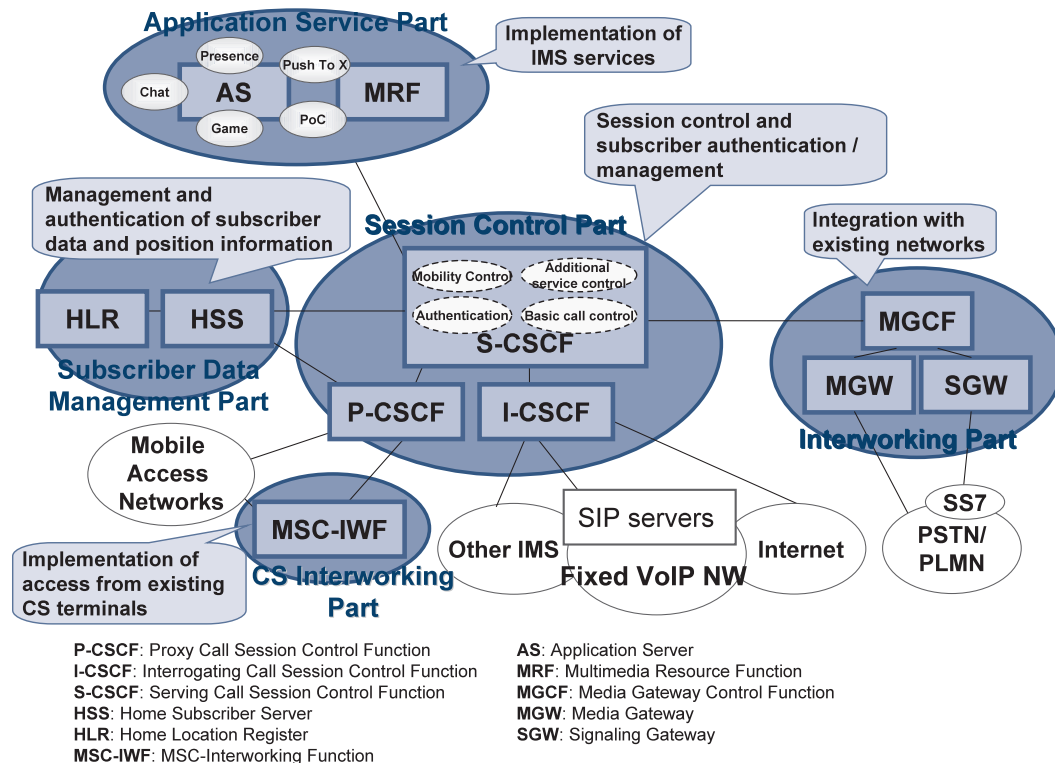 Application Service Part
Presence
Push To X
Chat
AS
MRF
Game
PoC
Implementation of
IMS services
Session control and
subscriber authentication /
management
Management and
authentication of subscriber
data and position information
Session Control Part
Integration with
existing networks
Mobility Control
Additional
service control
Authentication
Basic call control
S-CSCF
HLR
HSS
Subscriber Data
Management Part
MGCF
MGW
SGW
Interworking Part
P-CSCF
I-CSCF
Mobile
Access
Networks
MSC-IWF
CS Interworking
Part
Implementation of
access from existing
CS terminals
Other IMS
SIP servers
Fixed VoIP NW
Internet
SS7
PSTN/
PLMN
P-CSCF: Proxy Call Session Control Function
I-CSCF: Interrogating Call Session Control Function
S-CSCF: Serving Call Session Control Function
HSS: Home Subscriber Server
HLR: Home Location Register
MSC-IWF: MSC-Interworking Function
AS: Application Server
MRF: Multimedia Resource Function
MGCF: Media Gateway Control Function
MGW: Media Gateway
SGW: Signaling Gateway